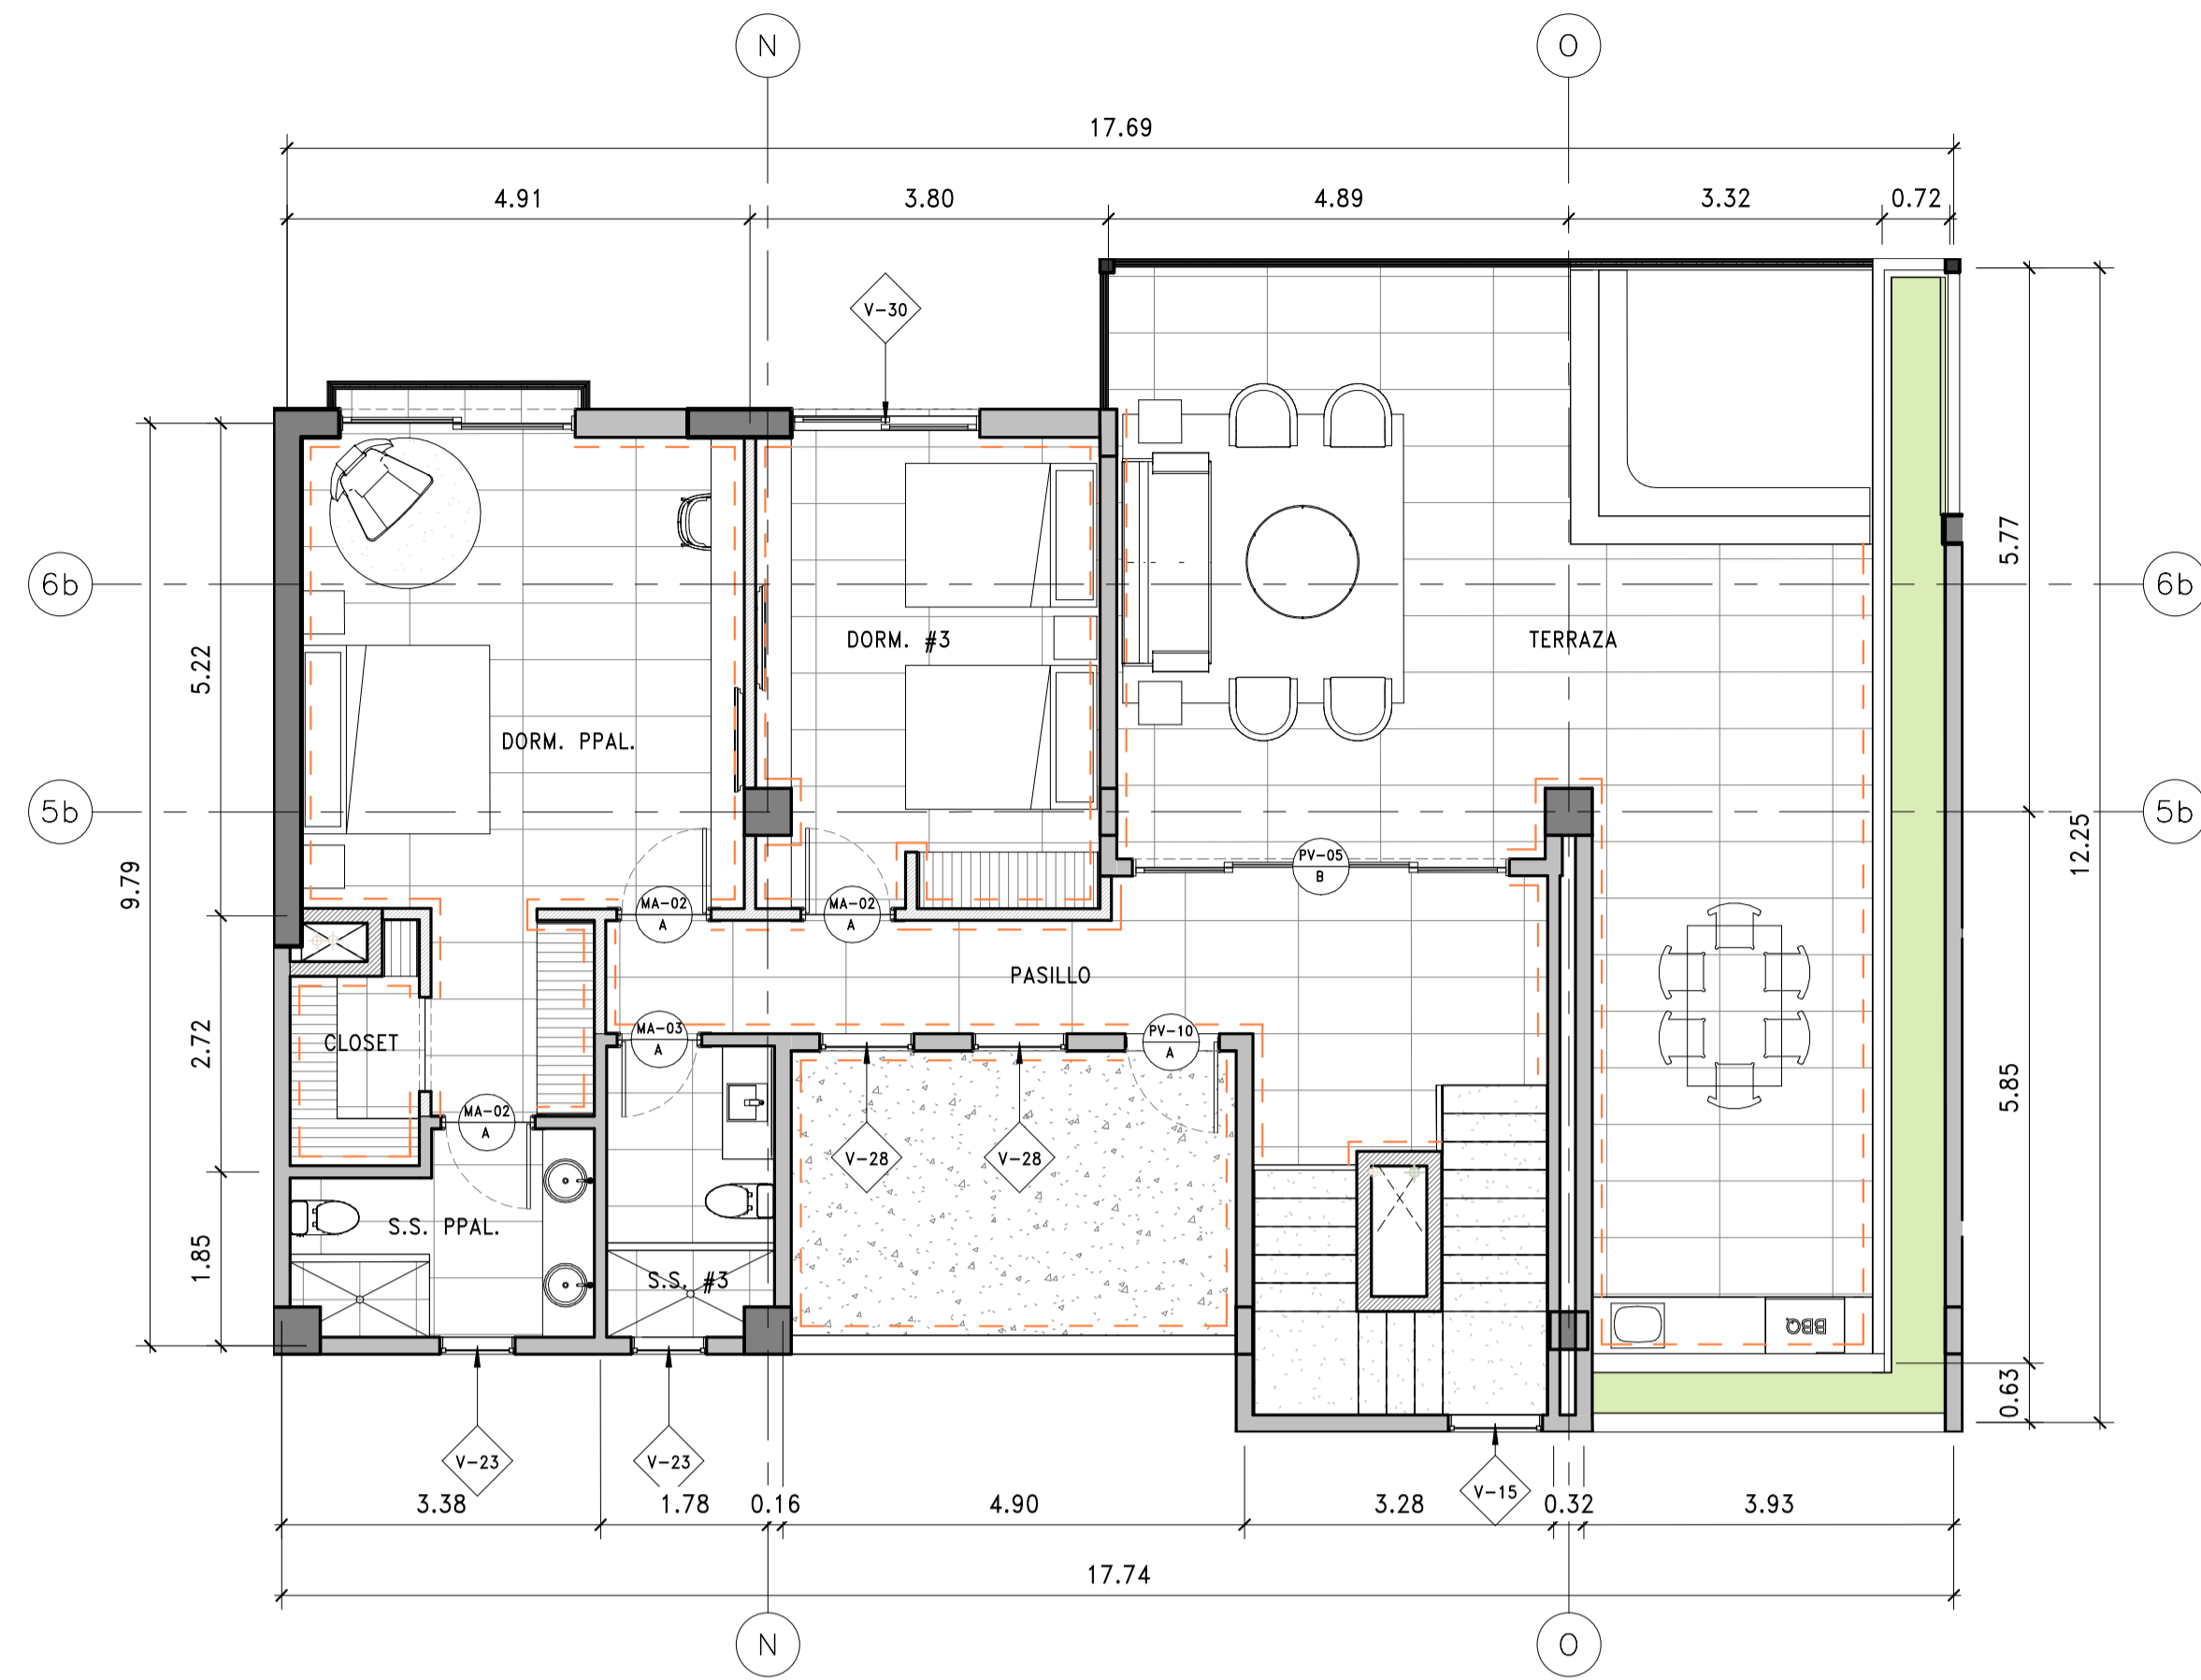 N
O
17.69
4.91
3.80
4.89
3.32
0.72
V-30
6b
6b
5.77
DORM. #3
TERRAZA
5.22
DORM. PPAL.
5b
5b
12.25
9.79
PV-05
B
MA-02
A
MA-02
A
PASILLO
MA-03
A
PV-10
A
CLOSET
2.72
5.85
MA-02
A
V-28
V-28
S.S. PPAL.
1.85
S.S. #3
BBQ
0.63
V-23
V-23
V-15
3.38
1.78
0.16
4.90
3.28
0.32
3.93
17.74
N
O